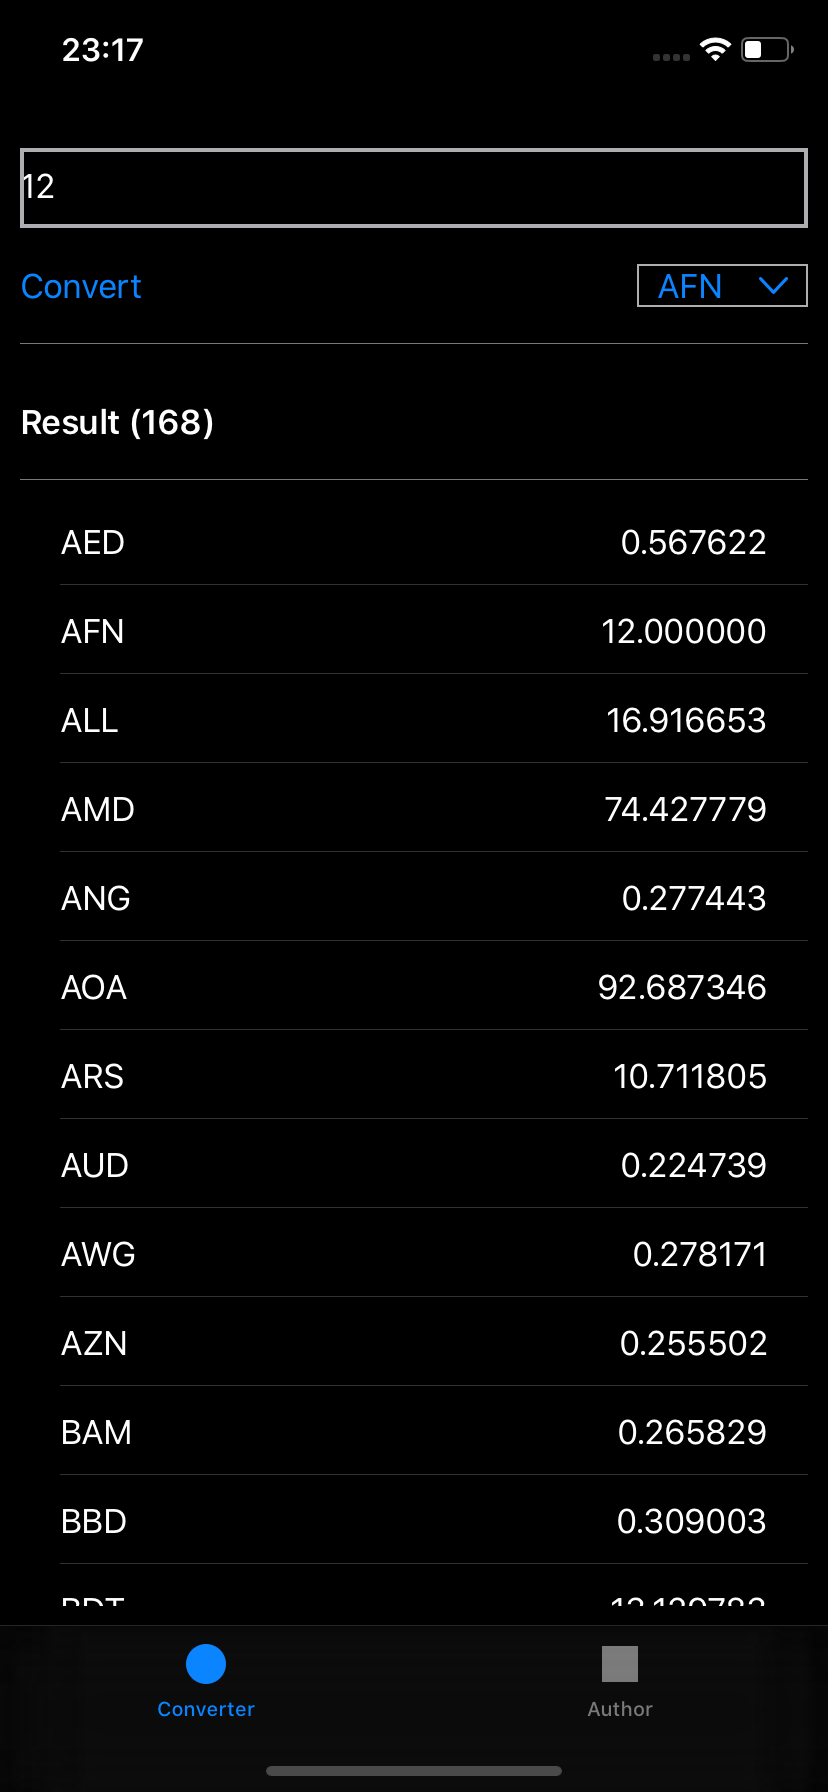 23:17
12
Convert AFN
Result (168)
AED 0.567622
AFN 12.000000
ALL 16.916653
AMD 74.427779
ANG 0.277443
AOA 92.687346
ARS 10.711805
AUD 0.224739
AWG 0.278171
AZN 0.255502
BAM 0.265829
BBD 0.309003
BDT
Converter Author